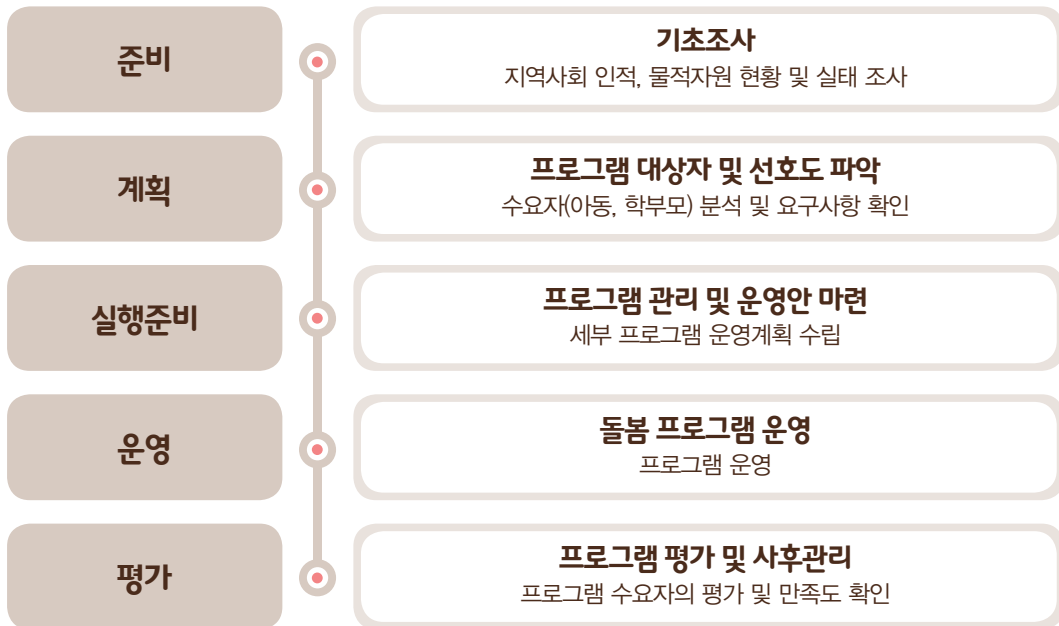 준비
기초조사
지역사회 인적, 물적자원 현황 및 실태 조사
계획
프로그램 대상자 및 선호도 파악
수요자(아동, 학부모) 분석 및 요구사항 확인
실행준비
프로그램 관리 및 운영안 마련
세부 프로그램 운영계획 수립
운영
돌봄 프로그램 운영
프로그램 운영
평가
프로그램 평가 및 사후관리
프로그램 수요자의 평가 및 만족도 확인